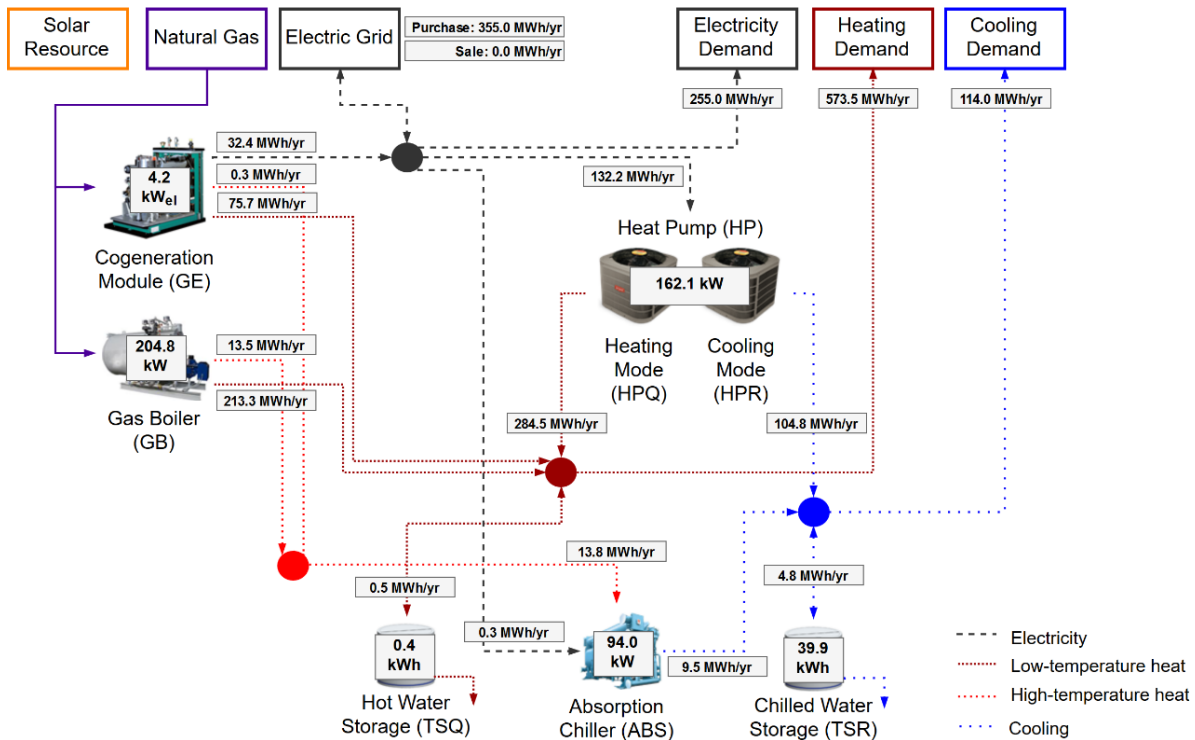 Solar
Resource
Natural Gas
Electric Grid
Purchase: 355.0 MWh/yr
Sale: 0.0 MWh/yr
Electricity
Demand
Heating
Demand
Cooling
Demand
255.0 MWh/yr
573.5 MWh/yr
114.0 MWh/yr
32.4 MWh/yr
0.3 MWh/yr
75.7 MWh/yr
4.2
kWel
Cogeneration
Module (GE)
132.2 MWh/yr
Heat Pump (HP)
162.1 kW
Heating
Mode
(HPQ)
Cooling
Mode
(HPR)
13.5 MWh/yr
204.8
kW
213.3 MWh/yr
Gas Boiler
(GB)
284.5 MWh/yr
104.8 MWh/yr
13.8 MWh/yr
0.5 MWh/yr
4.8 MWh/yr
0.3 MWh/yr
0.4
kWh
94.0
kW
9.5 MWh/yr
39.9
kWh
Hot Water
Storage (TSQ)
Absorption
Chiller (ABS)
Chilled Water
Storage (TSR)
Electricity
Low-temperature heat
High-temperature heat
Cooling